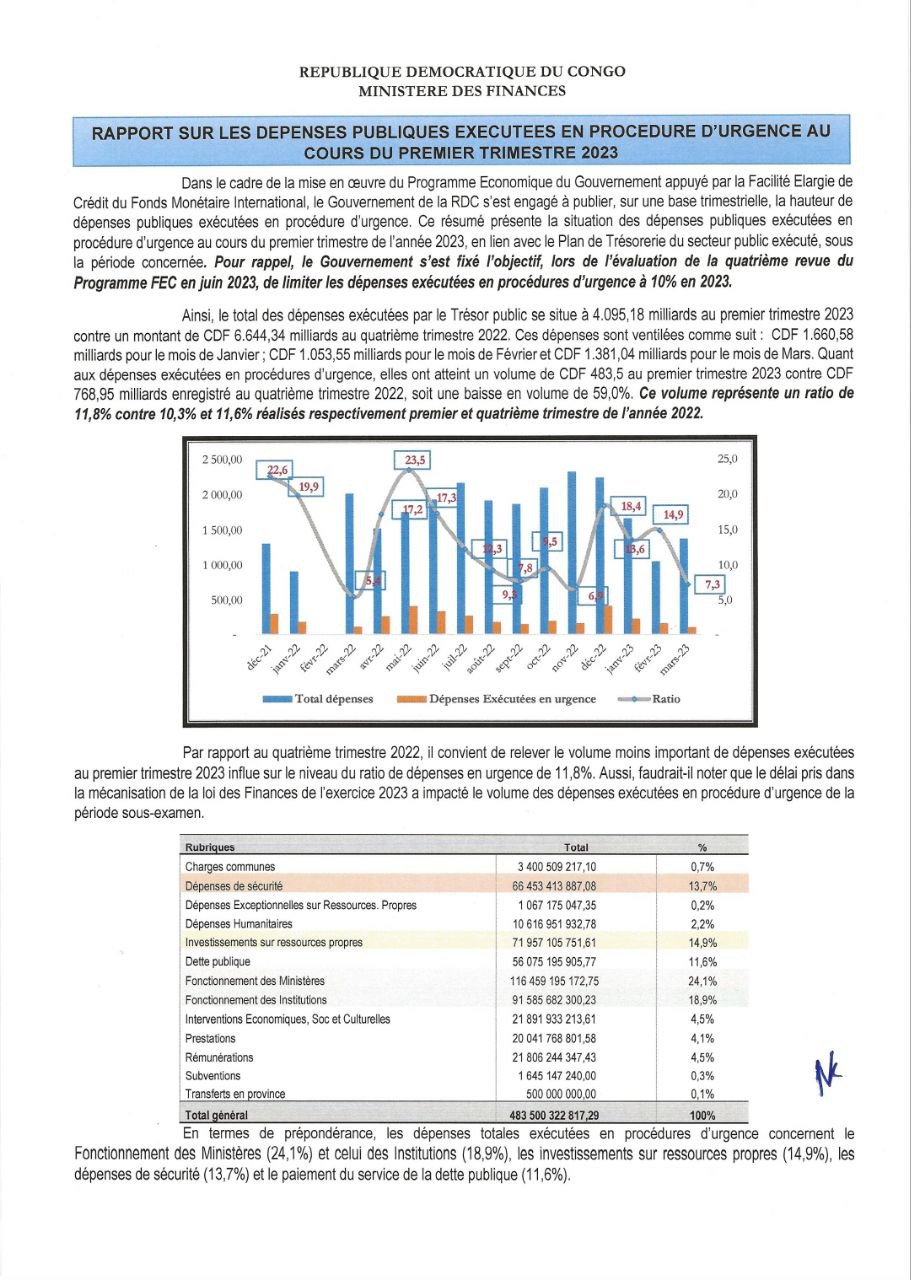 REPUBLIQUE DEMOCRATIQUE DU CONGO
MINISTERE DES FINANCES
RAPPORT SUR LES DEPENSES PUBLIQUES EXECUTEES EN PROCEDURE D'URGENCE AU
COURS DU PREMIER TRIMESTRE 2023
Dans le cadre de la mise en œuvre du Programme Economique du Gouvernement appuyé par la Facilité Elargie de
Crédit du Fonds Monétaire International, le Gouvernement de la RDC s'est engagé à publier, sur une base trimestrielle, la hauteur de
dépenses publiques exécutées en procédure d'urgence. Ce résumé présente la situation des dépenses publiques exécutées en
procédure d'urgence au cours du premier trimestre de l'année 2023, en lien avec le Plan de Trésorerie du secteur public exécuté, sous
la période concernée. Pour rappel, le Gouvernement s'est fixé l'objectif, lors de l'évaluation de la quatrième revue du
Programme FEC en juin 2023, de limiter les dépenses exécutées en procédures d'urgence à 10% en 2023.
Ainsi, le total des dépenses exécutées par le Trésor public se situe à 4.095,18 milliards au premier trimestre 2023
contre un montant de CDF 6.644,34 milliards au quatrième trimestre 2022. Ces dépenses sont ventilées comme suit : CDF 1.660,58
milliards pour le mois de Janvier ; CDF 1.053,55 milliards pour le mois de Février et CDF 1.381,04 milliards pour le mois de Mars. Quant
aux dépenses exécutées en procédures d'urgence, elles ont atteint un volume de CDF 483,5 au premier trimestre 2023 contre CDF
768,95 milliards enregistré au quatrième trimestre 2022, soit une baisse en volume de 59,0%. Ce volume représente un ratio de
11,8% contre 10,3% et 11,6% réalisés respectivement premier et quatrième trimestre de l'année 2022.
2 500,00
2 000,00
1 500,00
1 000,00
500,00
-
22,6
19,9
5,4
17,2
23,5
17,3
12,3
9,3
7,8
9,5
6,9
18,4
13,6
14,9
7,3
25,0
20,0
15,0
10,0
5,0
-
déc-21
janv-22
févr-22
mars-22
avr-22
mai-22
juin-22
juil-22
août-22
sept-22
oct-22
nov-22
déc-22
janv-23
févr-23
mars-23
Total dépenses Dépenses Exécutées en urgence Ratio
Par rapport au quatrième trimestre 2022, il convient de relever le volume moins important de dépenses exécutées
au premier trimestre 2023 influe sur le niveau du ratio de dépenses en urgence de 11,8%. Aussi, faudrait-il noter que le délai pris dans
la mécanisation de la loi des Finances de l'exercice 2023 a impacté le volume des dépenses exécutées en procédure d'urgence de la
période sous-examen.
Rubriques Total %
Charges communes 3 400 509 217,10 0,7%
Dépenses de sécurité 66 453 413 887,08 13,7%
Dépenses Exceptionnelles sur Ressources. Propres 1 067 175 047,35 0,2%
Dépenses Humanitaires 10 616 951 932,78 2,2%
Investissements sur ressources propres 71 957 105 751,61 14,9%
Dette publique 56 075 195 905,77 11,6%
Fonctionnement des Ministères 116 459 195 172,75 24,1%
Fonctionnement des Institutions 91 585 682 300,23 18,9%
Interventions Economiques, Soc et Culturelles 21 891 933 213,61 4,5%
Prestations 20 041 768 801,58 4,1%
Rémunérations 21 806 244 347,43 4,5%
Subventions 1 645 147 240,00 0,3%
Transferts en province 500 000 000,00 0,1%
Total général 483 500 322 817,29 100%
En termes de prépondérance, les dépenses totales exécutées en procédures d'urgence concernent le
Fonctionnement des Ministères (24,1%) et celui des Institutions (18,9%), les investissements sur ressources propres (14,9%), les
dépenses de sécurité (13,7%) et le paiement du service de la dette publique (11,6%).